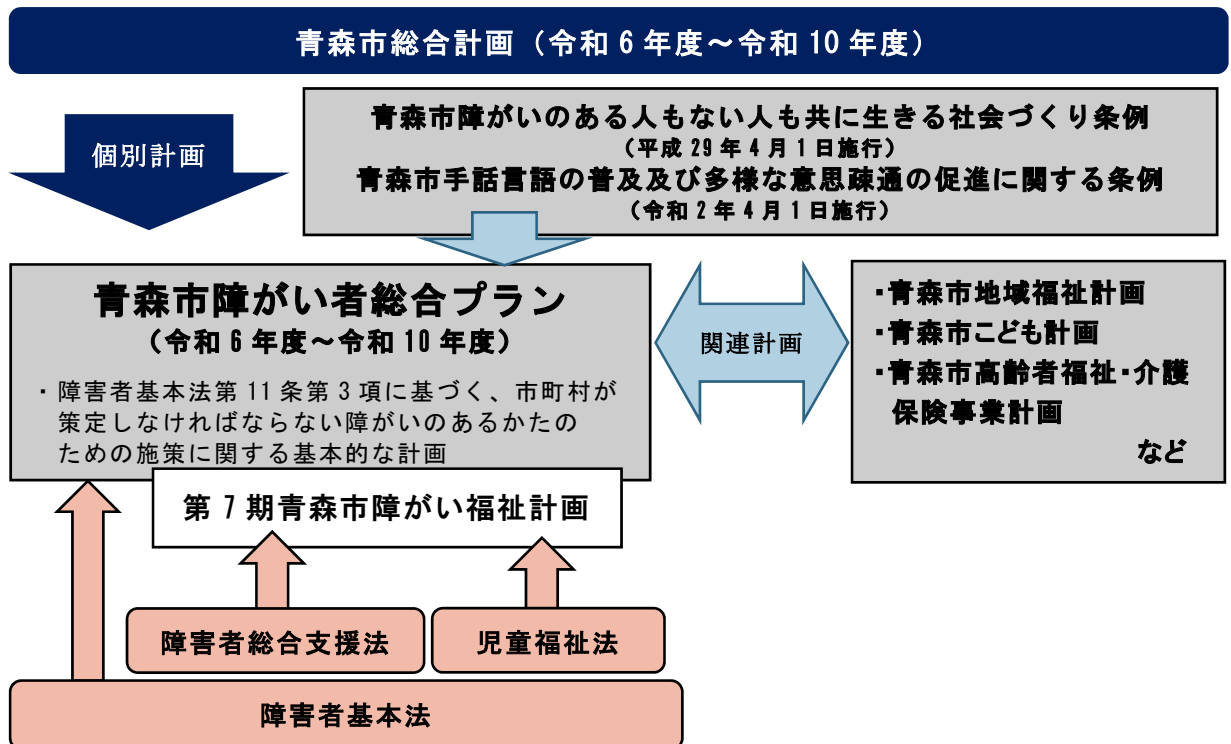 青森市総合計画（令和６年度～令和10年度）
個別計画
青森市障がいのある人もない人も共に生きる社会づくり条例
（平成29年4月1日施行）
青森市手話言語の普及及び多様な意思疎通の促進に関する条例
（令和2年4月1日施行）
青森市障がい者総合プラン
（令和6年度～令和10年度）
・障害者基本法第11条第3項に基づく、市町村が
策定しなければならない障がいのあるかたの
ための施策に関する基本的な計画
関連計画
・青森市地域福祉計画
・青森市こども計画
・青森市高齢者福祉・介護
保険事業計画
など
第7期青森市障がい福祉計画
障害者総合支援法
児童福祉法
障害者基本法